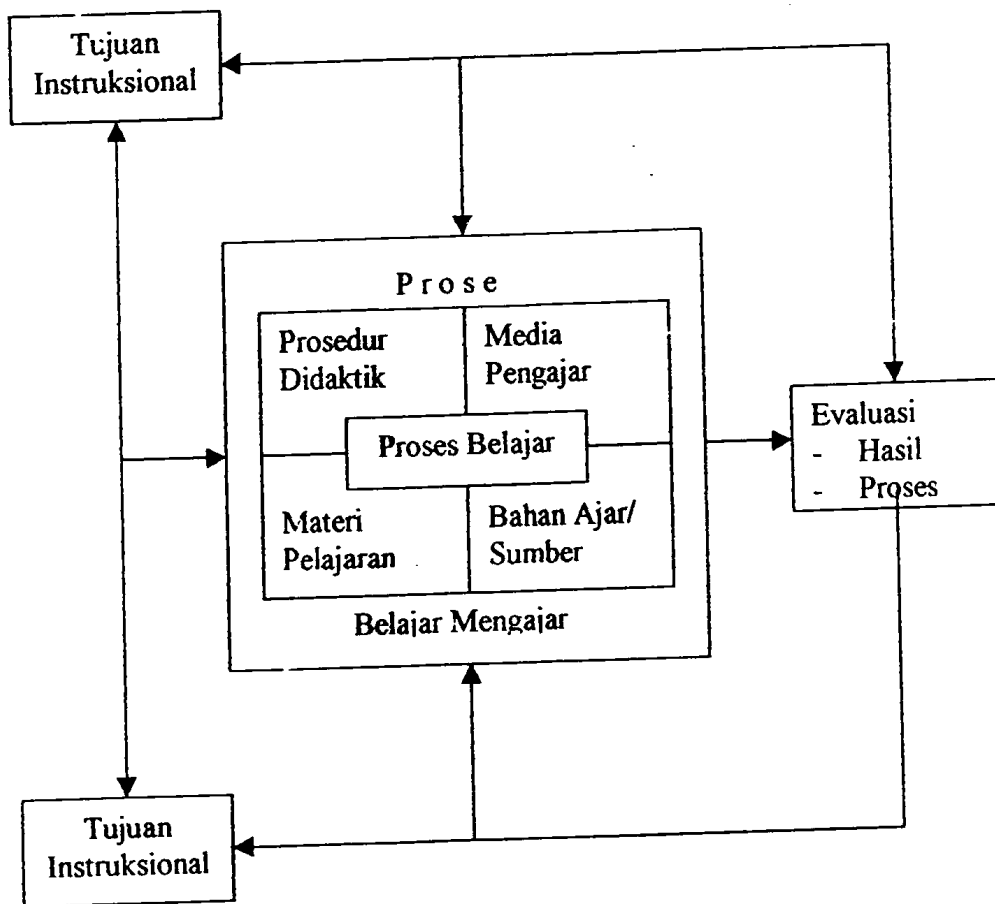 Tujuan
Instruksional
Prose
Prosedur
Didaktik
Media
Pengajar
Proses Belajar
Materi
Pelajaran
Bahan Ajar/
Sumber
Belajar Mengajar
Evaluasi
- Hasil
- Proses
Tujuan
Instruksional